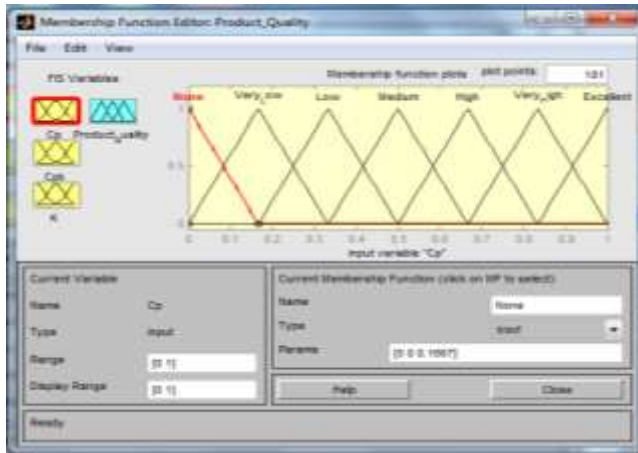 Membership Function Editor: Product_Quality
File Edit View
FIS Variables
Membership function plots plot points: 181
None Very_low Low Medium High Excellent
Cp Product_quality
Cpk
K
1
0.5
0
0 0.1 0.2 0.3 0.4 0.5 0.6 0.7 0.8 0.9 1
input variable "Cp"
Current Variable
Name Cp
Type input
Range [0 1]
Display Range [0 1]
Current Membership Function (click on MF to select)
Name None
Type trimf
Params [0 0 0.1667]
Help Close
Ready